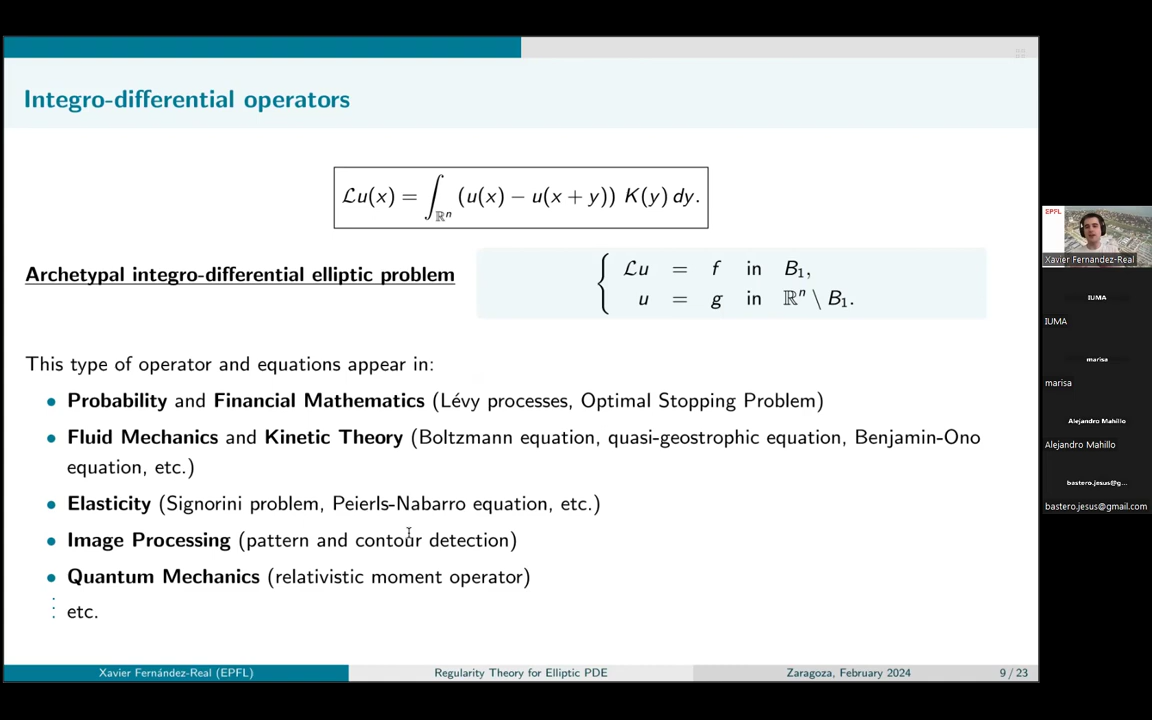 Integro-differential operators
ℒu(x) = ∫_{ℝⁿ} (u(x) − u(x + y)) K(y) dy.
Archetypal integro-differential elliptic problem
{ ℒu = f in B₁,
u = g in ℝⁿ \ B₁.
This type of operator and equations appear in:
• Probability and Financial Mathematics (Lévy processes, Optimal Stopping Problem)
• Fluid Mechanics and Kinetic Theory (Boltzmann equation, quasi-geostrophic equation, Benjamin-Ono
equation, etc.)
• Elasticity (Signorini problem, Peierls-Nabarro equation, etc.)
• Image Processing (pattern and contour detection)
• Quantum Mechanics (relativistic moment operator)
⋮ etc.
Xavier Fernández-Real (EPFL) Regularity Theory for Elliptic PDE Zaragoza, February 2024 9 / 23
EPFL
Xavier Fernandez-Real
IUMA
IUMA
marisa
marisa
Alejandro Mahillo
Alejandro Mahillo
bastero.jesus@g...
bastero.jesus@gmail.com